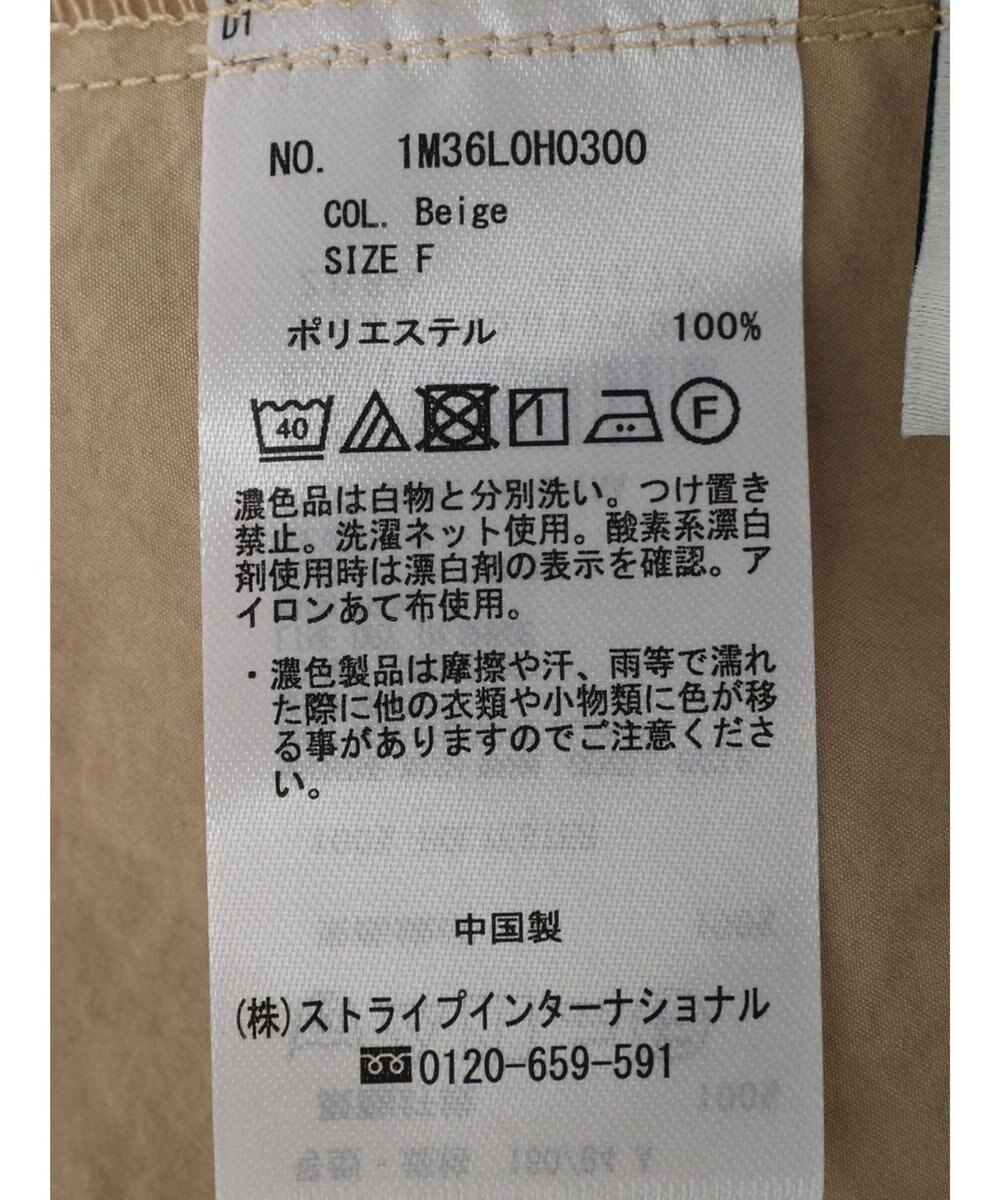 D1
NO. 1M36L0H0300
COL. Beige
SIZE F
ポリエステル 100%
40 F
濃色品は白物と分別洗い。つけ置き
禁止。洗濯ネット使用。酸素系漂白
剤使用時は漂白剤の表示を確認。ア
イロンあて布使用。
・濃色製品は摩擦や汗、雨等で濡れ
た際に他の衣類や小物類に色が移
る事がありますのでご注意くださ
い。
中国製
(株)ストライプインターナショナル
0120-659-591